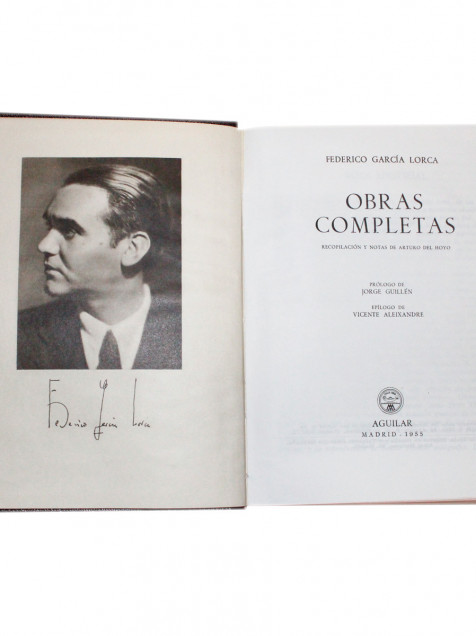 Federico García Lorca
FEDERICO GARCÍA LORCA
OBRAS
COMPLETAS
RECOPILACIÓN Y NOTAS DE ARTURO DEL HOYO
PRÓLOGO DE
JORGE GUILLÉN
EPÍLOGO DE
VICENTE ALEIXANDRE
AGUILAR
MADRID - 1955